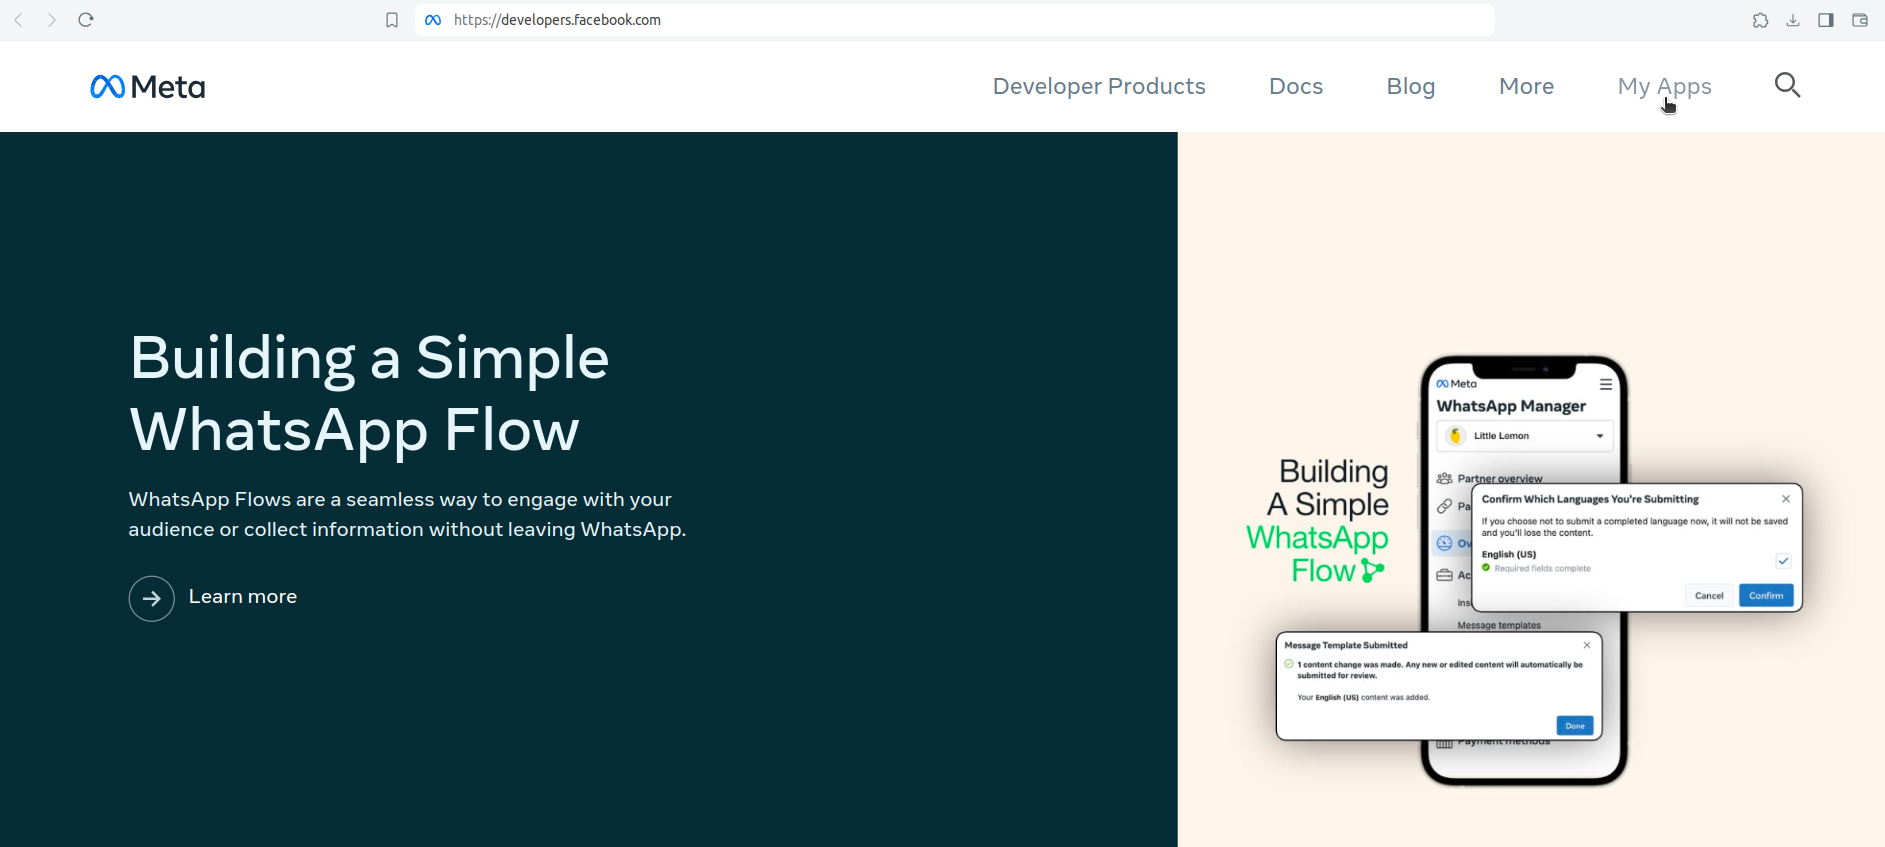 https://developers.facebook.com
Meta
Developer Products
Docs
Blog
More
My Apps
Building a Simple
WhatsApp Flow
WhatsApp Flows are a seamless way to engage with your
audience or collect information without leaving WhatsApp.
Learn more
Building
A Simple
WhatsApp
Flow
Meta
WhatsApp Manager
Little Lemon
Partner overview
Pa
Ov
Ac
Ins
Message templates
Confirm Which Languages You're Submitting
If you choose not to submit a completed language now, it will not be saved
and you'll lose the content.
English (US)
Required fields complete
Cancel
Confirm
Message Template Submitted
1 content change was made. Any new or edited content will automatically be
submitted for review.
Your English (US) content was added.
Done
Payment methods